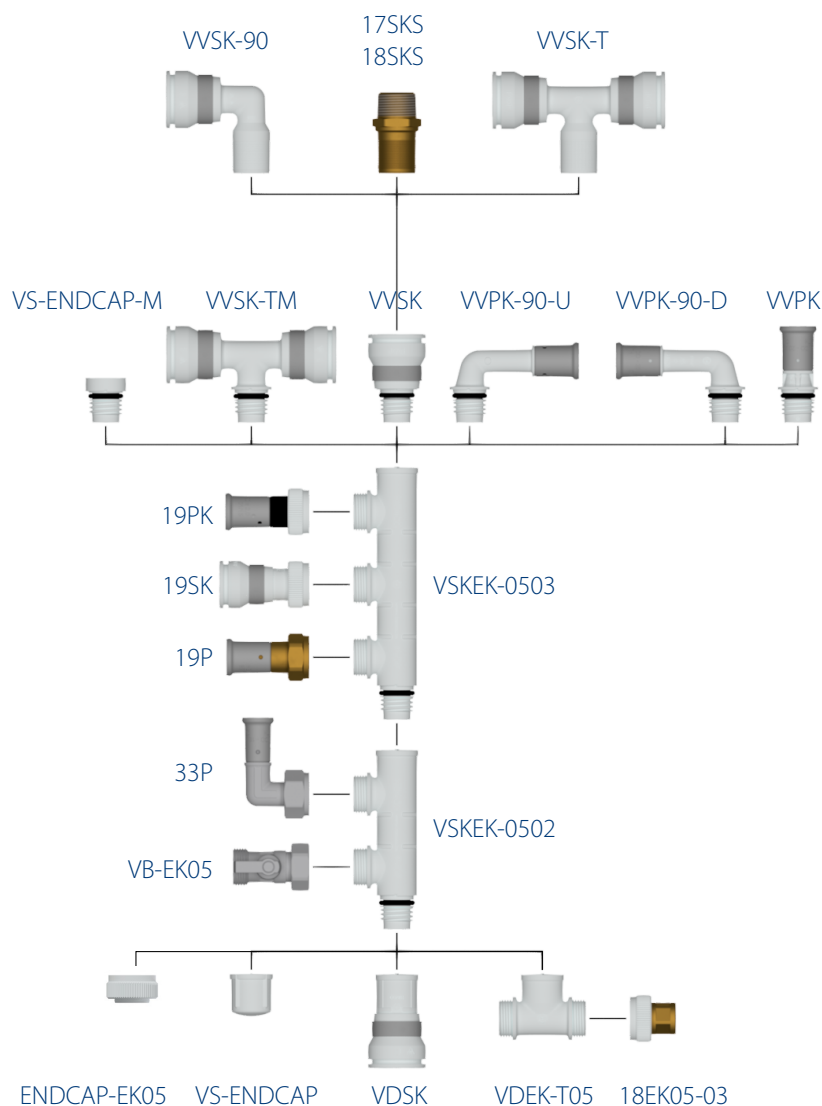 VVSK-90
17SKS
18SKS
VVSK-T
VS-ENDCAP-M
VVSK-TM
VVSK
VVPK-90-U
VVPK-90-D
VVPK
19PK
19SK
VSKEK-0503
19P
33P
VSKEK-0502
VB-EK05
ENDCAP-EK05
VS-ENDCAP
VDSK
VDEK-T05
18EK05-03